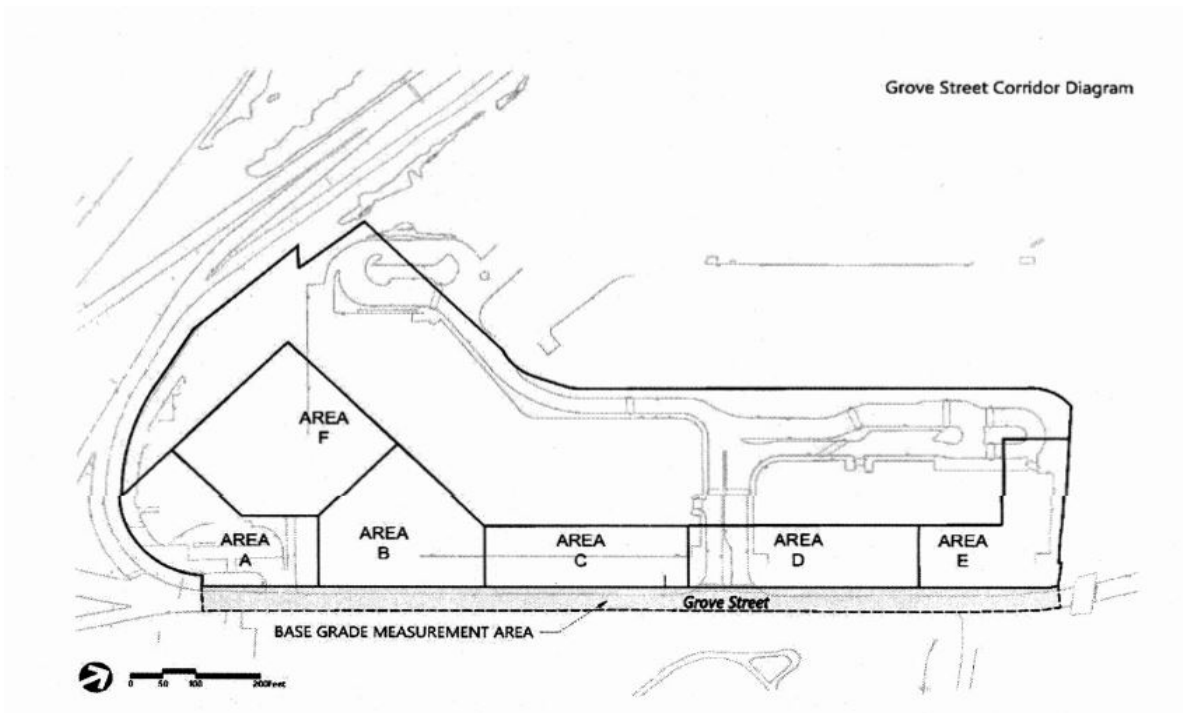 Grove Street Corridor Diagram
AREA
F
AREA
A
AREA
B
AREA
C
AREA
D
AREA
E
Grove Street
BASE GRADE MEASUREMENT AREA
0 50 100 200Feet